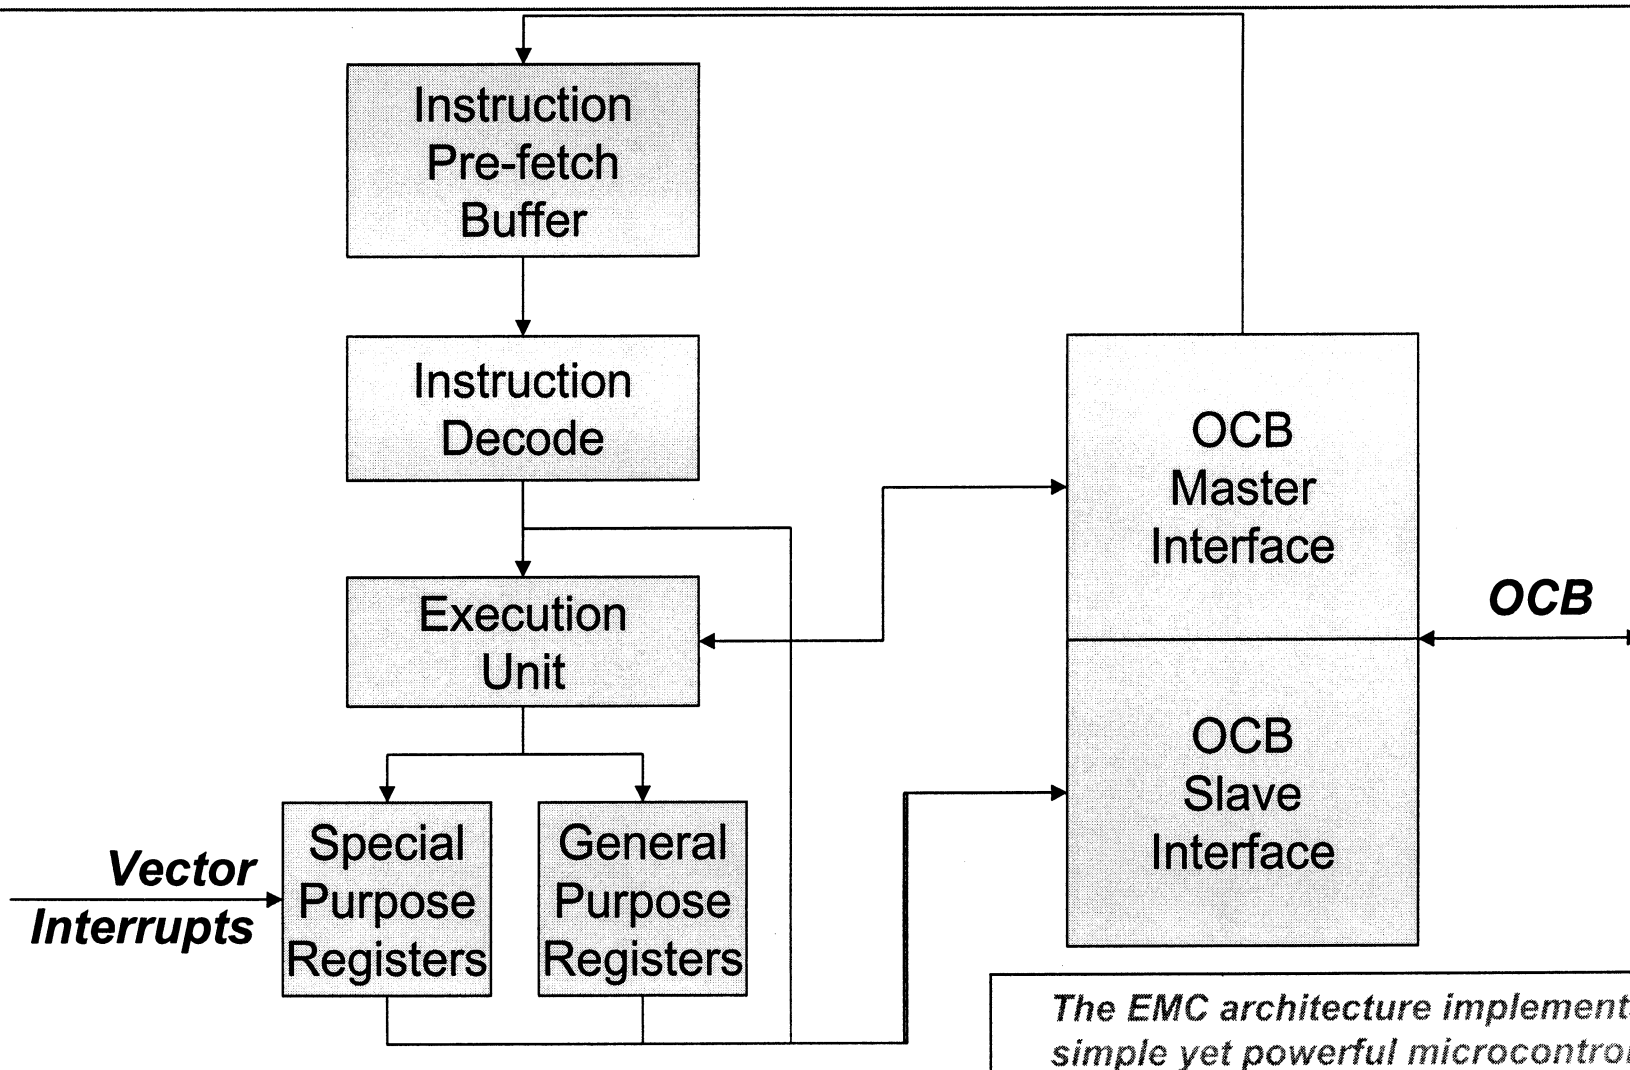 Instruction
Pre-fetch
Buffer
Instruction
Decode
Execution
Unit
Special
Purpose
Registers
General
Purpose
Registers
Vector
Interrupts
OCB
Master
Interface
OCB
Slave
Interface
OCB
The EMC architecture implement
simple yet powerful microcontro